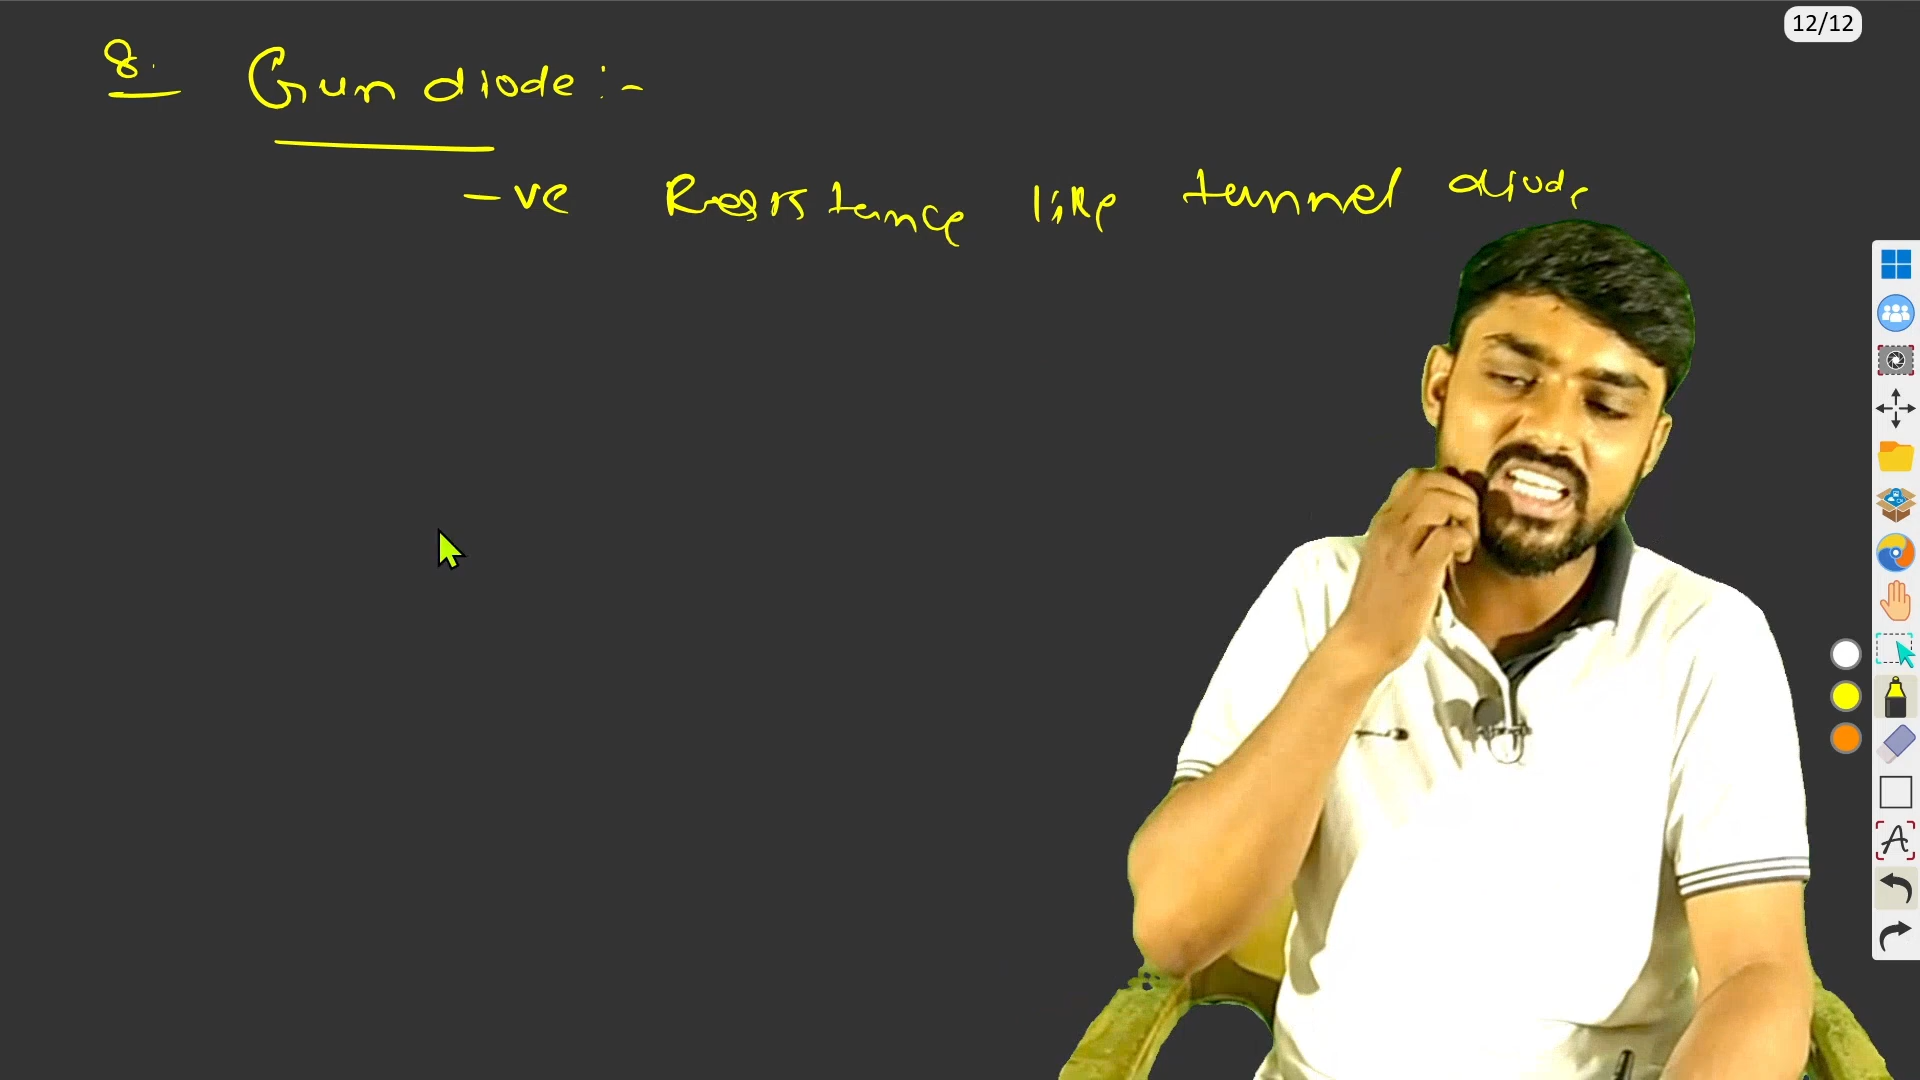 12/12
8. Gun diode :-
-ve Resistance like tunnel diode